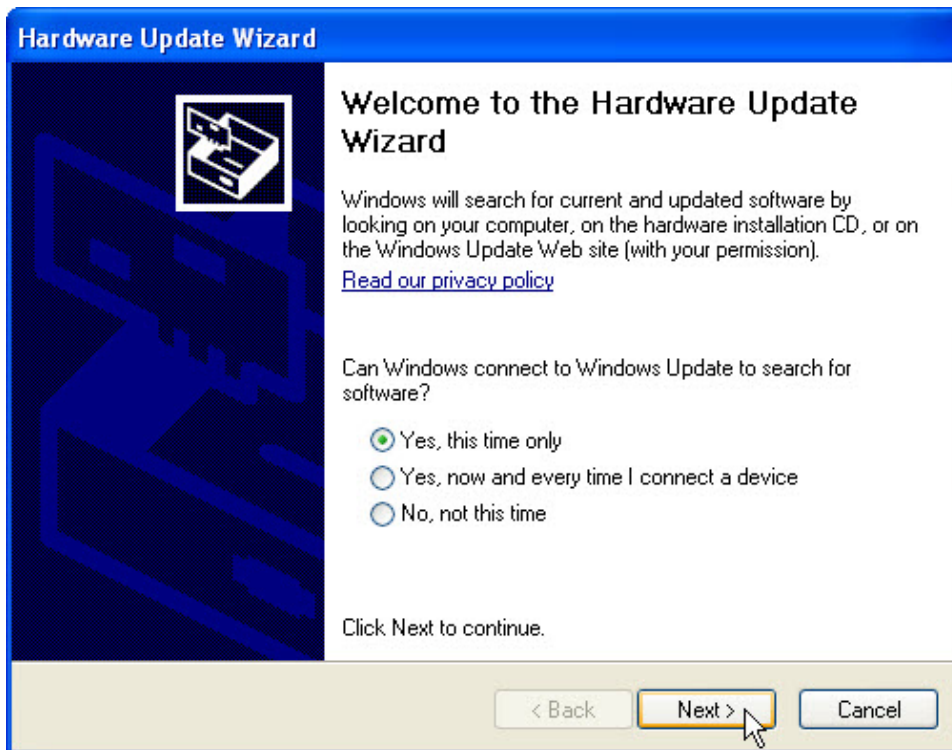 Hardware Update Wizard
Welcome to the Hardware Update
Wizard
Windows will search for current and updated software by
looking on your computer, on the hardware installation CD, or on
the Windows Update Web site (with your permission).
Read our privacy policy
Can Windows connect to Windows Update to search for
software?
Yes, this time only
Yes, now and every time I connect a device
No, not this time
Click Next to continue.
< Back
Next >
Cancel